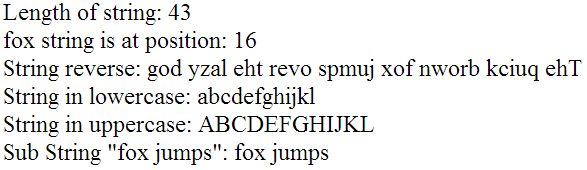 Length of string: 43
fox string is at position: 16
String reverse: god yzal eht revo spmuj xof nworb kciuq ehT
String in lowercase: abcdefghijkl
String in uppercase: ABCDEFGHIJKL
Sub String "fox jumps": fox jumps